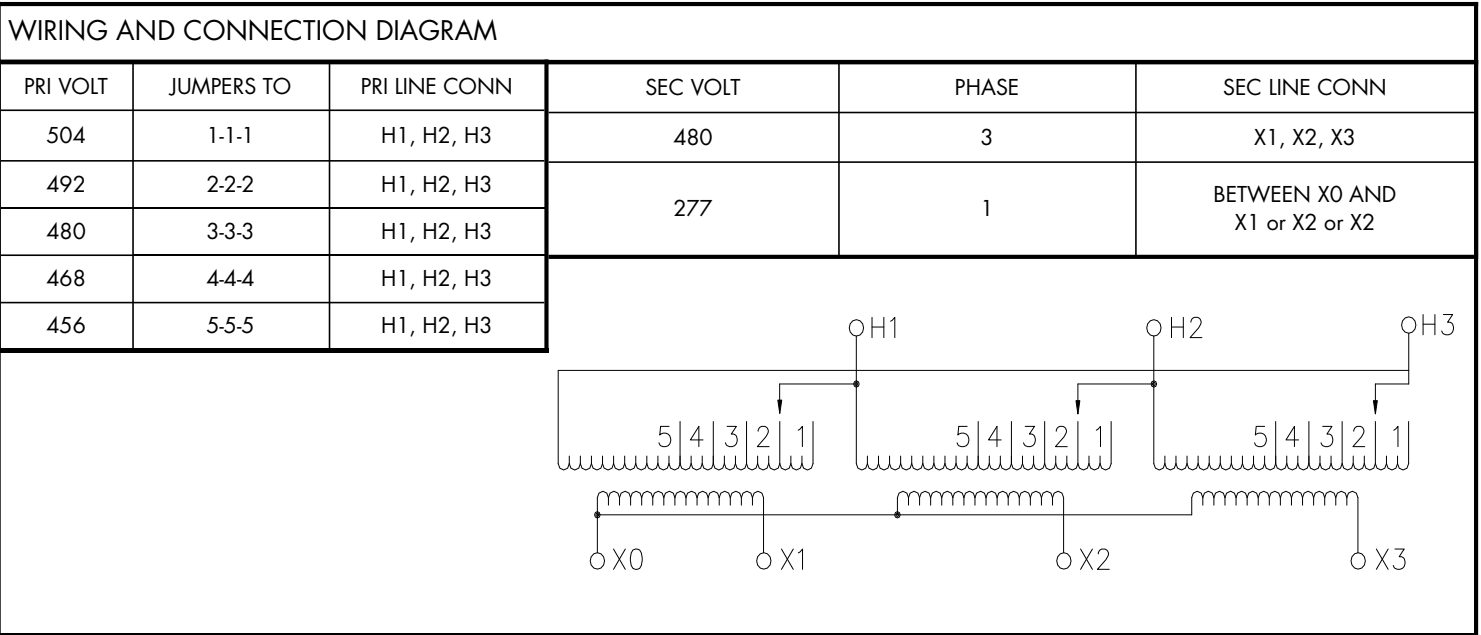 WIRING AND CONNECTION DIAGRAM
PRI VOLT JUMPERS TO PRI LINE CONN SEC VOLT PHASE SEC LINE CONN
504 1-1-1 H1, H2, H3 480 3 X1, X2, X3
492 2-2-2 H1, H2, H3 277 1 BETWEEN X0 AND
X1 or X2 or X2
480 3-3-3 H1, H2, H3
468 4-4-4 H1, H2, H3
456 5-5-5 H1, H2, H3
H1 H2 H3
5 4 3 2 1 5 4 3 2 1 5 4 3 2 1
X0 X1 X2 X3